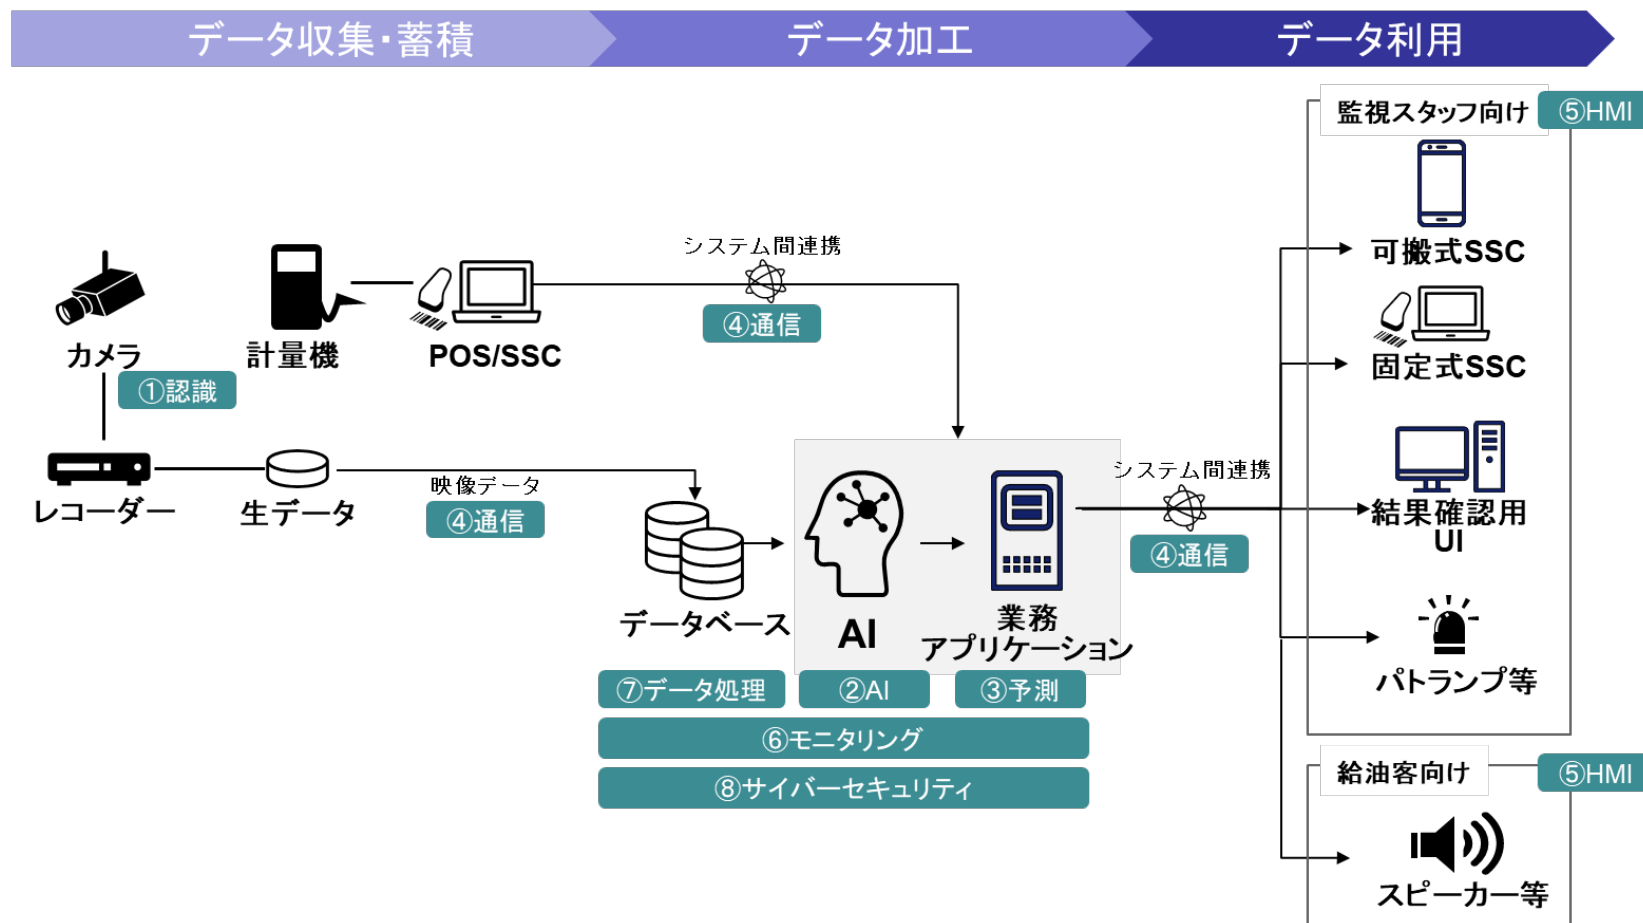 データ収集・蓄積
データ加工
データ利用
監視スタッフ向け
⑤HMI
可搬式SSC
システム間連携
④通信
カメラ
計量機
POS/SSC
①認識
固定式SSC
レコーダー
生データ
映像データ
④通信
システム間連携
④通信
結果確認用
UI
データベース
AI
業務
アプリケーション
パトランプ等
⑦データ処理
②AI
③予測
⑥モニタリング
⑧サイバーセキュリティ
給油客向け
⑤HMI
スピーカー等